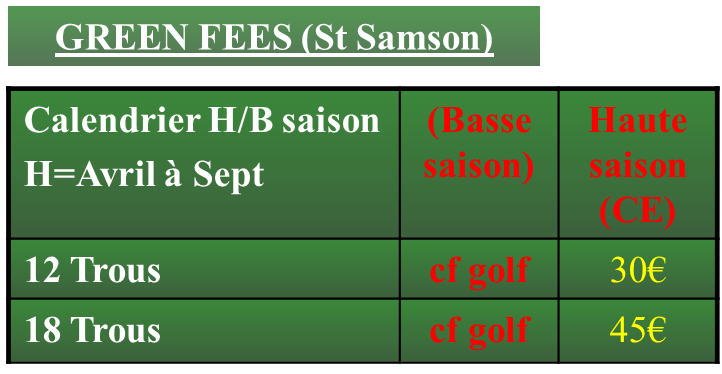 GREEN FEES (St Samson)
Calendrier H/B saison
H=Avril à Sept
(Basse
saison)
Haute
saison
(CE)
12 Trous
cf golf
30€
18 Trous
cf golf
45€